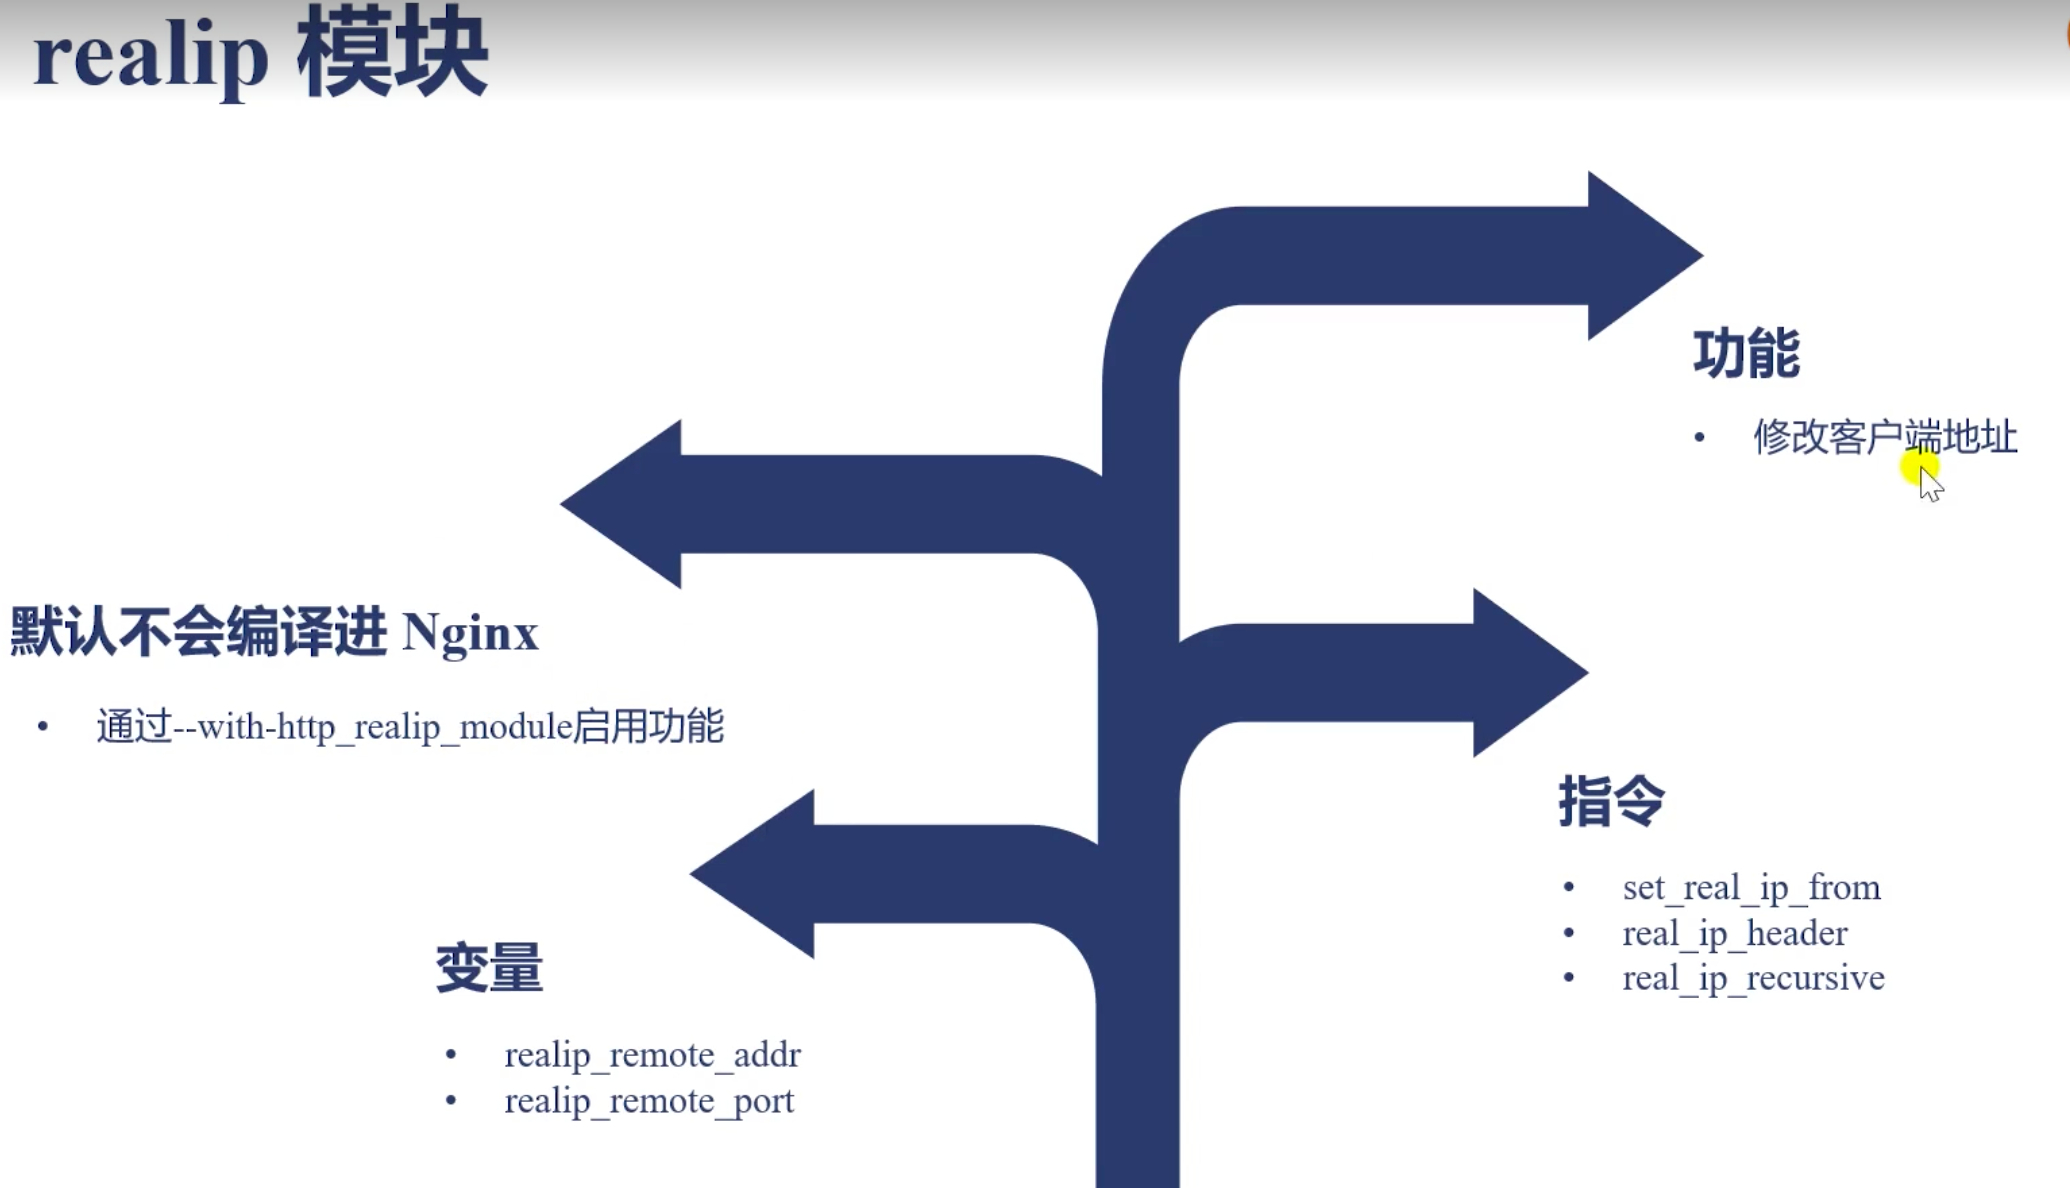 realip 模块
功能
• 修改客户端地址
默认不会编译进 Nginx
• 通过--with-http_realip_module启用功能
指令
• set_real_ip_from
• real_ip_header
• real_ip_recursive
变量
• realip_remote_addr
• realip_remote_port